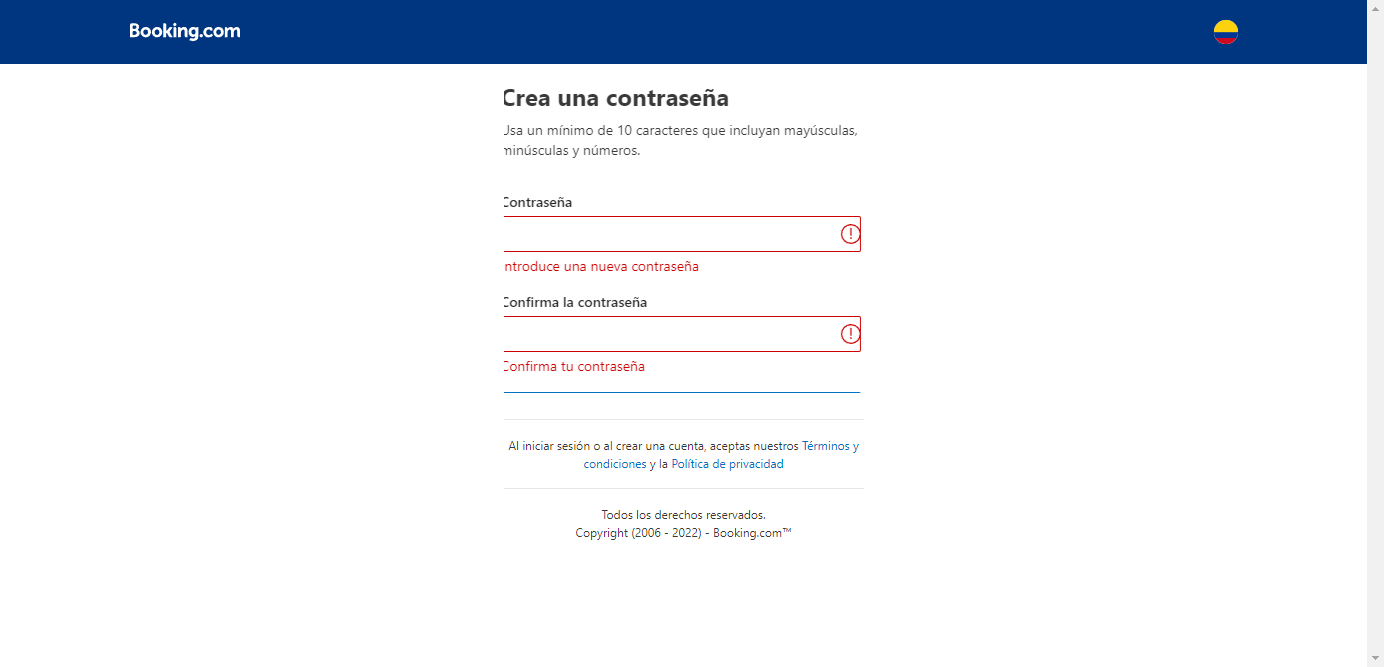 Booking.com
Crea una contraseña
Usa un mínimo de 10 caracteres que incluyan mayúsculas,
minúsculas y números.
Contraseña
Introduce una nueva contraseña
Confirma la contraseña
Confirma tu contraseña
Al iniciar sesión o al crear una cuenta, aceptas nuestros Términos y
condiciones y la Política de privacidad
Todos los derechos reservados.
Copyright (2006 - 2022) - Booking.com™